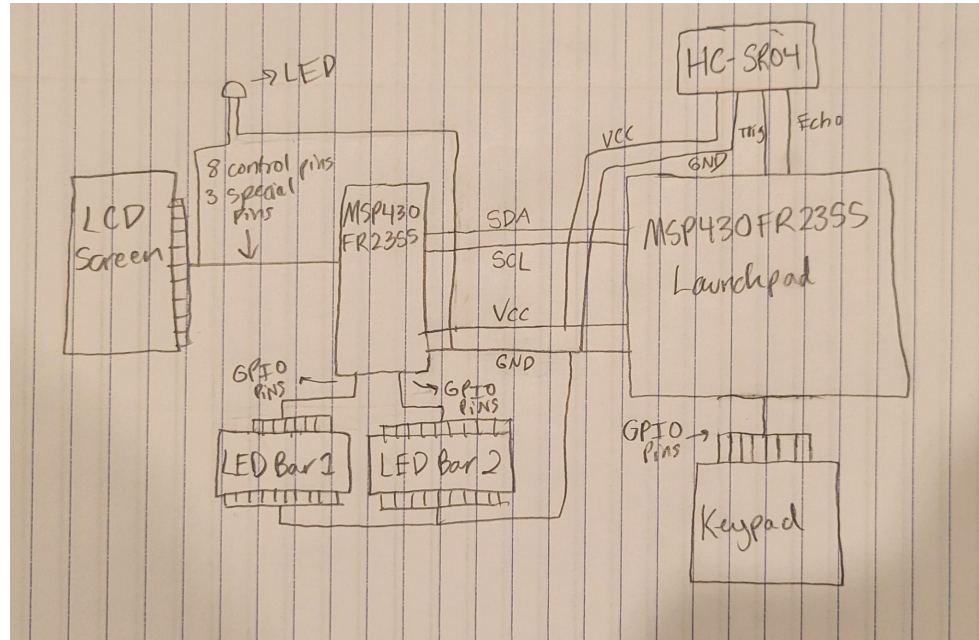 LED
HC-SR04
VCC
Trig
Echo
GND
8 control pins
3 special
pins
LCD
Screen
MSP430
FR2355
SDA
SCL
MSP430FR2355
Launchpad
VCC
GND
GPIO
PINS
GPIO
PINS
LED Bar 1
LED Bar 2
GPIO
Pins
Keypad